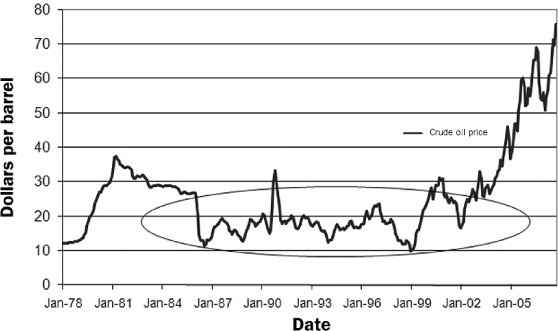 80
70
60
50
40
30
20
10
0
Dollars per barrel
Crude oil price
Jan-78 Jan-81 Jan-84 Jan-87 Jan-90 Jan-93 Jan-96 Jan-99 Jan-02 Jan-05
Date